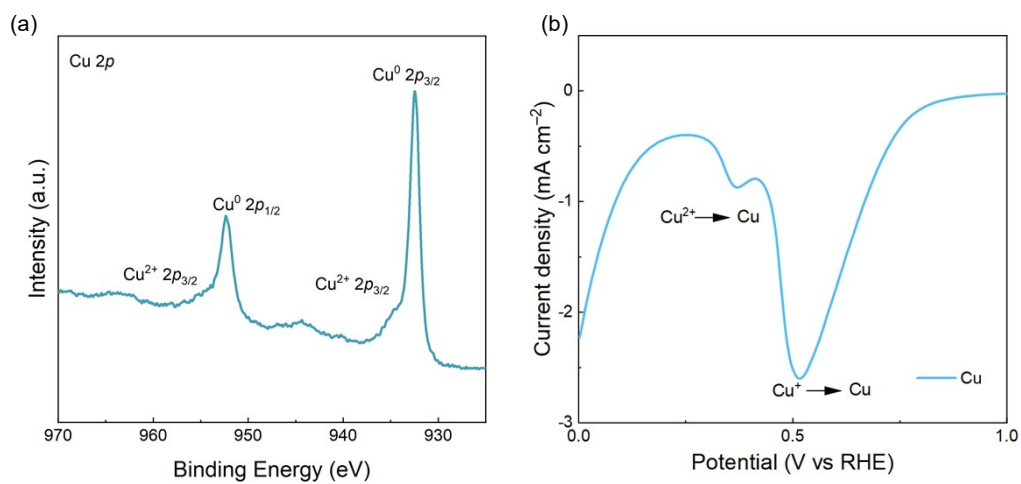 (a)
Cu 2p
Cu⁰ 2p₃/₂
Cu⁰ 2p₁/₂
Cu²⁺ 2p₃/₂
Cu²⁺ 2p₃/₂
Intensity (a.u.)
970 960 950 940 930
Binding Energy (eV)
(b)
0
-1
-2
-3
Current density (mA cm⁻²)
Cu²⁺ → Cu
Cu⁺ → Cu
Cu
0.0 0.5 1.0
Potential (V vs RHE)